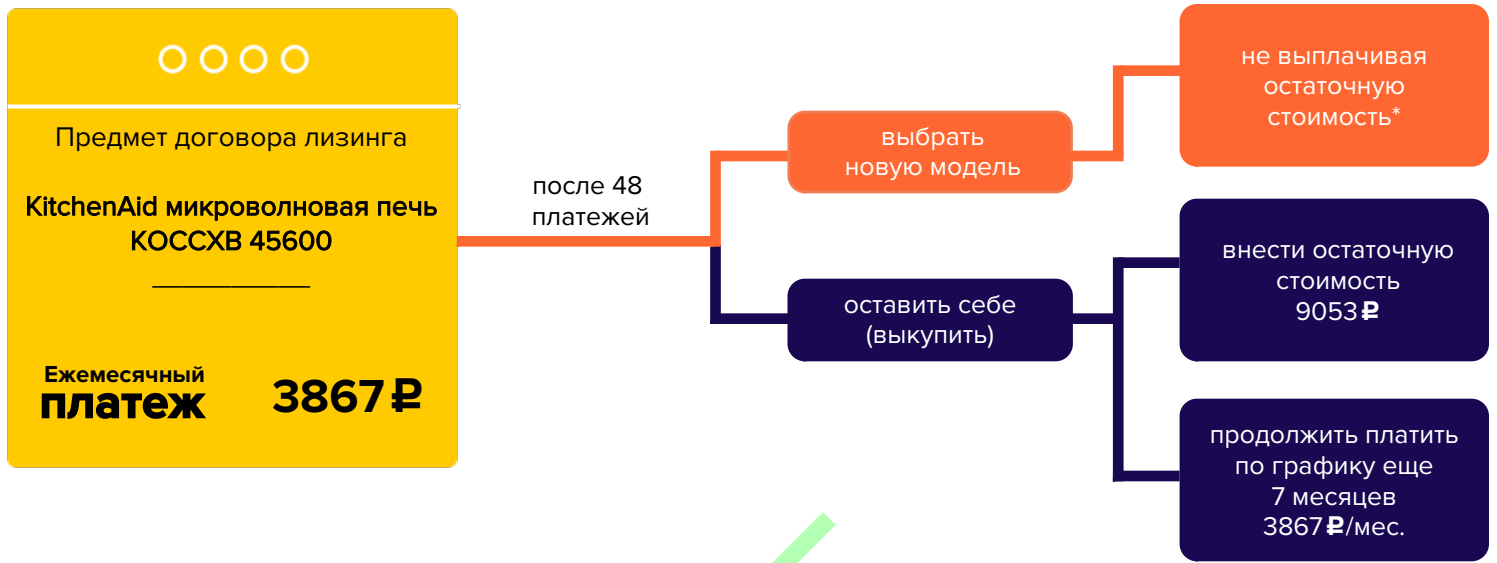 Предмет договора лизинга
KitchenAid микроволновая печь
KOCCXB 45600
____________
Ежемесячный
платеж
3867 ₽
после 48
платежей
выбрать
новую модель
не выплачивая
остаточную
стоимость*
оставить себе
(выкупить)
внести остаточную
стоимость
9053 ₽
продолжить платить
по графику еще
7 месяцев
3867 ₽/мес.